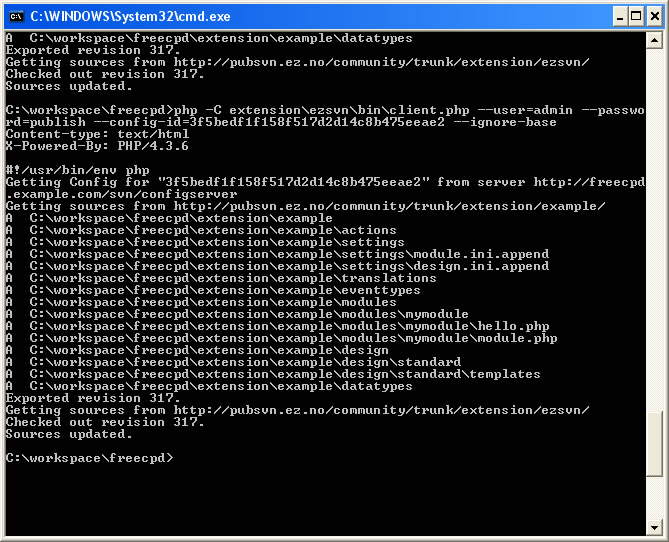 C:\WINDOWS\System32\cmd.exe
A  C:\workspace\freecpd\extension\example\datatypes
Exported revision 317.
Getting sources from http://pubsvn.ez.no/community/trunk/extension/ezsvn/
Checked out revision 317.
Sources updated.
C:\workspace\freecpd>php -C extension\ezsvn\bin\client.php --user=admin --passwo
rd=publish --config-id=3f5bedf1f158f517d2d14c8b475eeae2 --ignore-base
Content-type: text/html
X-Powered-By: PHP/4.3.6
#!/usr/bin/env php
Getting Config for "3f5bedf1f158f517d2d14c8b475eeae2" from server http://freecpd
.example.com/svn/configserver
Getting sources from http://pubsvn.ez.no/community/trunk/extension/example/
A  C:\workspace\freecpd\extension\example
A  C:\workspace\freecpd\extension\example\actions
A  C:\workspace\freecpd\extension\example\settings
A  C:\workspace\freecpd\extension\example\settings\module.ini.append
A  C:\workspace\freecpd\extension\example\settings\design.ini.append
A  C:\workspace\freecpd\extension\example\translations
A  C:\workspace\freecpd\extension\example\eventtypes
A  C:\workspace\freecpd\extension\example\modules
A  C:\workspace\freecpd\extension\example\modules\mymodule
A  C:\workspace\freecpd\extension\example\modules\mymodule\hello.php
A  C:\workspace\freecpd\extension\example\modules\mymodule\module.php
A  C:\workspace\freecpd\extension\example\design
A  C:\workspace\freecpd\extension\example\design\standard
A  C:\workspace\freecpd\extension\example\design\standard\templates
A  C:\workspace\freecpd\extension\example\datatypes
Exported revision 317.
Getting sources from http://pubsvn.ez.no/community/trunk/extension/ezsvn/
Checked out revision 317.
Sources updated.
C:\workspace\freecpd>